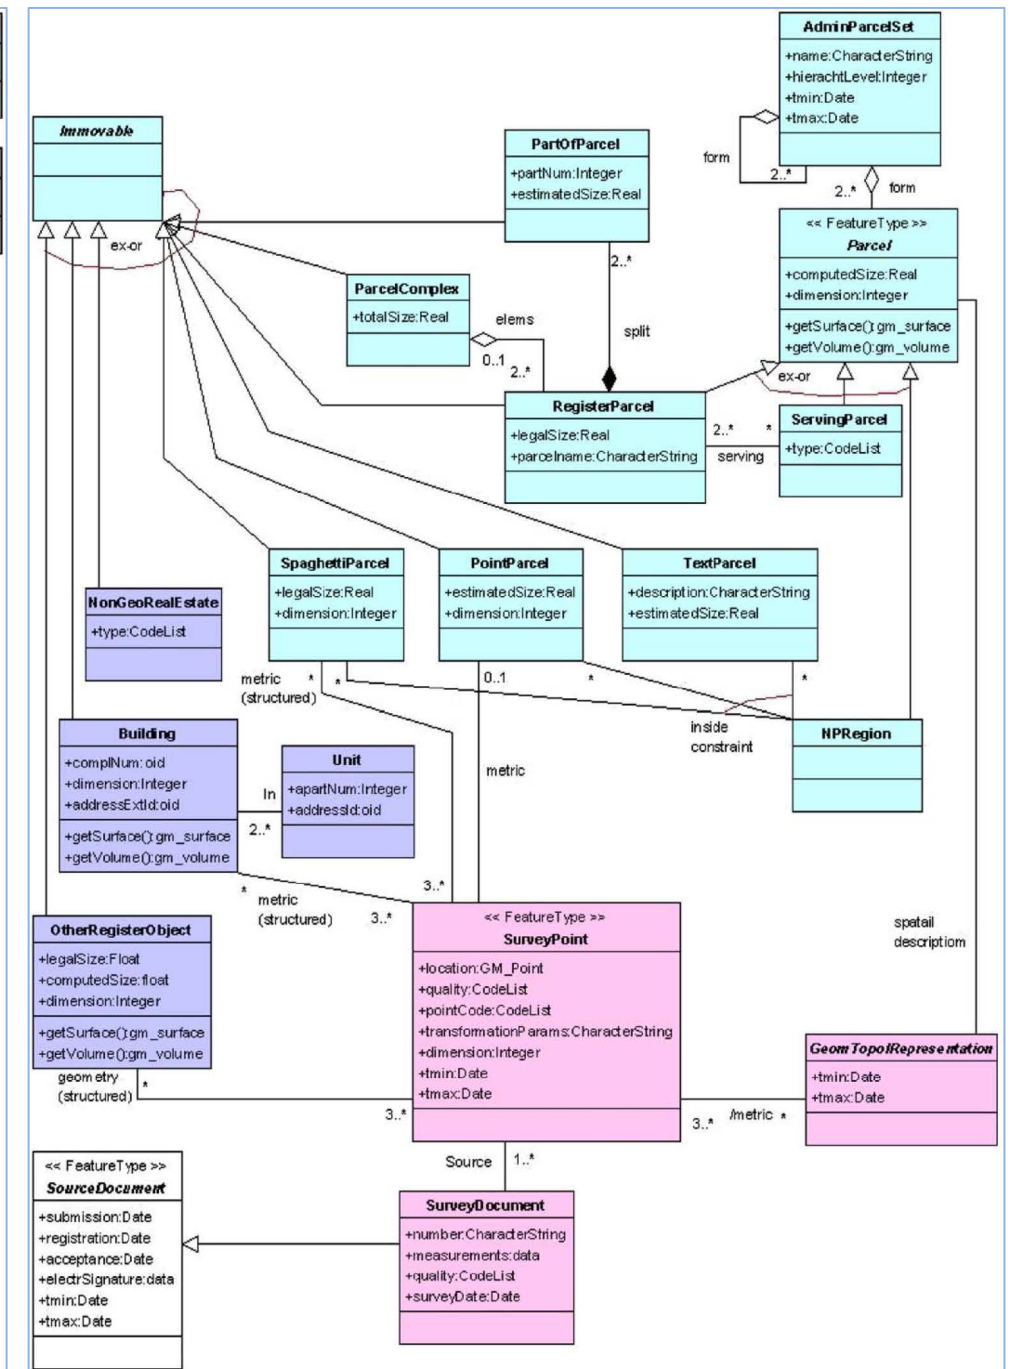 AdminParcelSet
+name:CharacterString
+hierachtLevel:Integer
+tmin:Date
+tmax:Date
form
2..*
2..*
form
Immovable
ex-or
PartOfParcel
+partNum:Integer
+estimatedSize:Real
2..*
split
<< FeatureType >>
Parcel
+computedSize:Real
+dimension:Integer
+getSurface():gm_surface
+getVolume():gm_volume
ex-or
ParcelComplex
+totalSize:Real
elems
0..1
2..*
RegisterParcel
+legalSize:Real
+parcelname:CharacterString
2..*
*
serving
ServingParcel
+type:CodeList
SpaghettiParcel
+legalSize:Real
+dimension:Integer
PointParcel
+estimatedSize:Real
+dimension:Integer
TextParcel
+description:CharacterString
+estimatedSize:Real
NonGeoRealEstate
+type:CodeList
metric
(structured)
*
*
0..1
*
*
inside
constraint
metric
NPRegion
Building
+complNum:oid
+dimension:Integer
+addressExtId:oid
+getSurface():gm_surface
+getVolume():gm_volume
In
2..*
Unit
+apartNum:Integer
+addressId:oid
*
metric
(structured)
3..*
3..*
OtherRegisterObject
+legalSize:Float
+computedSize:float
+dimension:Integer
+getSurface():gm_surface
+getVolume():gm_volume
geometry
(structured)
*
3..*
<< FeatureType >>
SurveyPoint
+location:GM_Point
+quality:CodeList
+pointCode:CodeList
+transformationParams:CharacterString
+dimension:Integer
+tmin:Date
+tmax:Date
spatail
descriptiom
GeomTopolRepresentation
+tmin:Date
+tmax:Date
3..*
/metric
*
Source
1..*
<< FeatureType >>
SourceDocument
+submission:Date
+registration:Date
+acceptance:Date
+electrSignature:data
+tmin:Date
+tmax:Date
SurveyDocument
+number:CharacterString
+measurements:data
+quality:CodeList
+surveyDate:Date